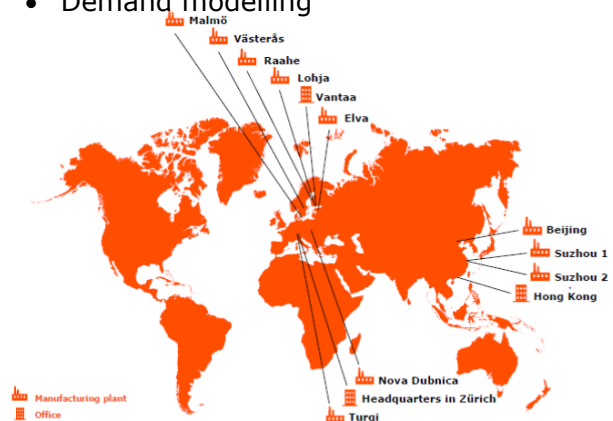 • Demand modelling
Malmö
Västerås
Raahe
Lohja
Vantaa
Elva
Beijing
Suzhou 1
Suzhou 2
Hong Kong
Nova Dubnica
Headquarters in Zürich
Turgi
Manufacturing plant
Office